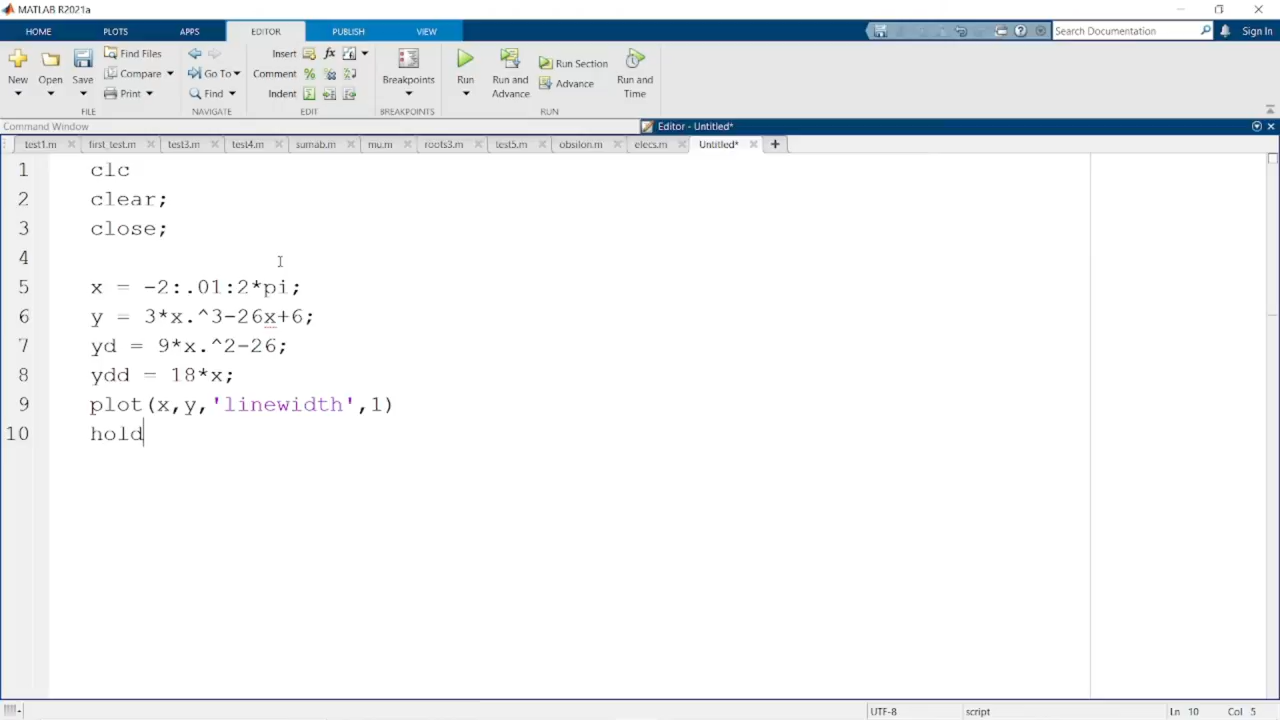 MATLAB R2021a
HOME PLOTS APPS EDITOR PUBLISH VIEW
Search Documentation Sign In
New Open Save Find Files Compare Print
FILE
Go To Find
NAVIGATE
Insert fx
Comment %
Indent
EDIT
Breakpoints
BREAKPOINTS
Run Run and Advance Run Section Advance Run and Time
RUN
Command Window
Editor - Untitled*
test1.m first_test.m test3.m test4.m sumab.m mu.m roots3.m test5.m obsilon.m elecs.m Untitled*
1 clc
2 clear;
3 close;
4
5 x = -2:.01:2*pi;
6 y = 3*x.^3-26x+6;
7 yd = 9*x.^2-26;
8 ydd = 18*x;
9 plot(x,y,'linewidth',1)
10 hold
UTF-8 script Ln 10 Col 5